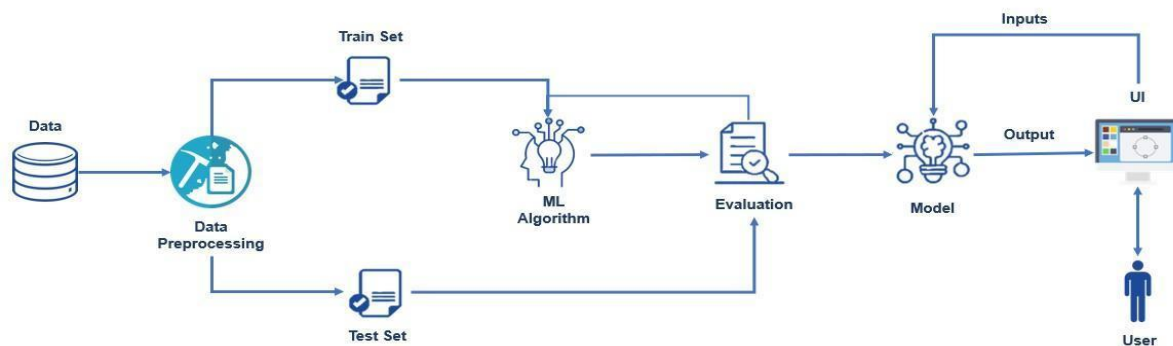 Data
Data
Preprocessing
Train Set
Test Set
ML
Algorithm
Evaluation
Model
Inputs
Output
UI
User